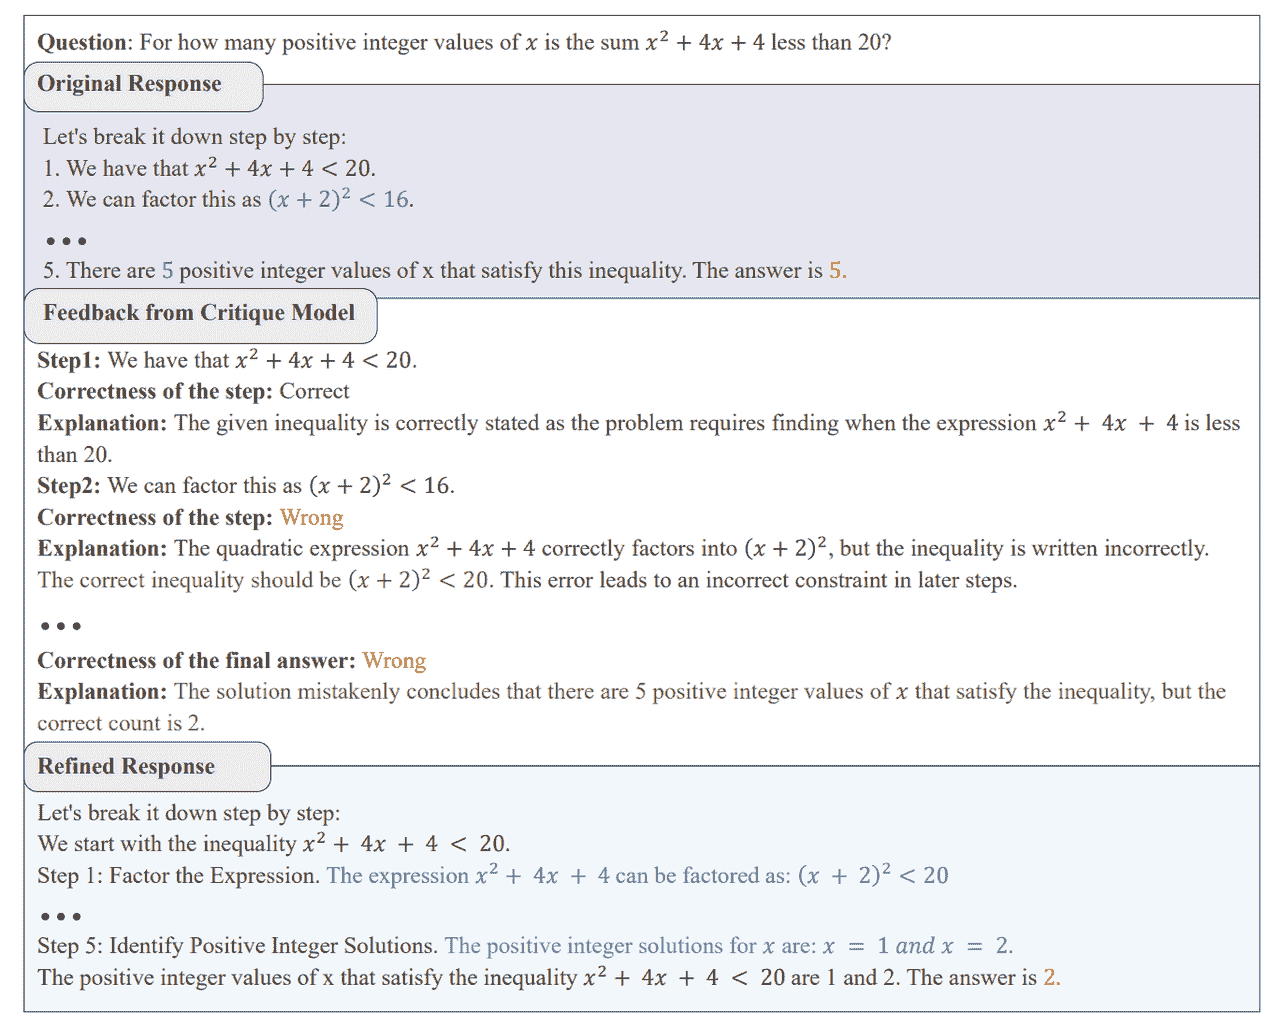 Question: For how many positive integer values of x is the sum x² + 4x + 4 less than 20?
Original Response
Let's break it down step by step:
1. We have that x² + 4x + 4 < 20.
2. We can factor this as (x + 2)² < 16.
•••
5. There are 5 positive integer values of x that satisfy this inequality. The answer is 5.
Feedback from Critique Model
Step1: We have that x² + 4x + 4 < 20.
Correctness of the step: Correct
Explanation: The given inequality is correctly stated as the problem requires finding when the expression x² + 4x + 4 is less
than 20.
Step2: We can factor this as (x + 2)² < 16.
Correctness of the step: Wrong
Explanation: The quadratic expression x² + 4x + 4 correctly factors into (x + 2)², but the inequality is written incorrectly.
The correct inequality should be (x + 2)² < 20. This error leads to an incorrect constraint in later steps.
•••
Correctness of the final answer: Wrong
Explanation: The solution mistakenly concludes that there are 5 positive integer values of x that satisfy the inequality, but the
correct count is 2.
Refined Response
Let's break it down step by step:
We start with the inequality x² + 4x + 4 < 20.
Step 1: Factor the Expression. The expression x² + 4x + 4 can be factored as: (x + 2)² < 20
•••
Step 5: Identify Positive Integer Solutions. The positive integer solutions for x are: x = 1 and x = 2.
The positive integer values of x that satisfy the inequality x² + 4x + 4 < 20 are 1 and 2. The answer is 2.